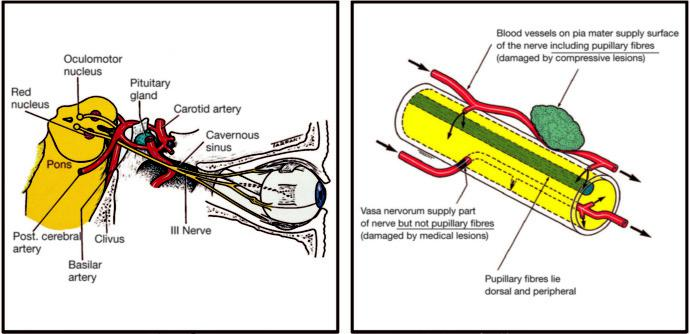 Oculomotor
nucleus
Red
nucleus
Pituitary
gland
Carotid artery
Cavernous
sinus
Pons
Post. cerebral
artery
Clivus
III Nerve
Basilar
artery
Blood vessels on pia mater supply surface
of the nerve including pupillary fibres
(damaged by compressive lesions)
Vasa nervorum supply part
of nerve but not pupillary fibres
(damaged by medical lesions)
Pupillary fibres lie
dorsal and peripheral